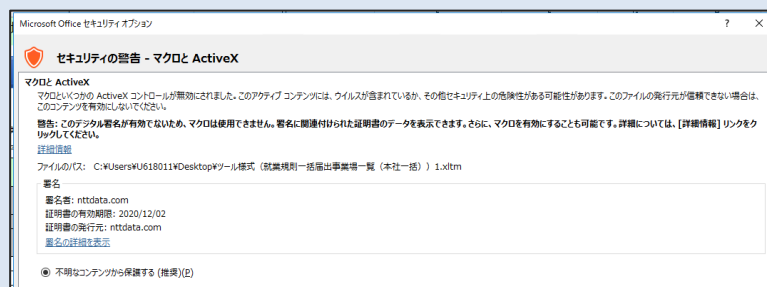 Microsoft Office セキュリティ オプション
セキュリティの警告 - マクロと ActiveX
マクロと ActiveX
マクロといくつかの ActiveX コントロールが無効にされました。このアクティブ コンテンツには、ウイルスが含まれているか、その他セキュリティ上の危険性がある可能性があります。このファイルの発行元が信頼できない場合は、
このコンテンツを有効にしないでください。
警告: このデジタル署名が有効でないため、マクロは使用できません。署名に関連付けられた証明書のデータを表示できます。さらに、マクロを有効にすることも可能です。詳細については、[詳細情報] リンクをク
リックしてください。
詳細情報
ファイルのパス: C:¥Users¥U618011¥Desktop¥ツール様式（就業規則一括届出事業場一覧（本社一括））1.xltm
署名
署名者: nttdata.com
証明書の有効期限: 2020/12/02
証明書の発行元: nttdata.com
署名の詳細を表示
不明なコンテンツから保護する (推奨)(P)